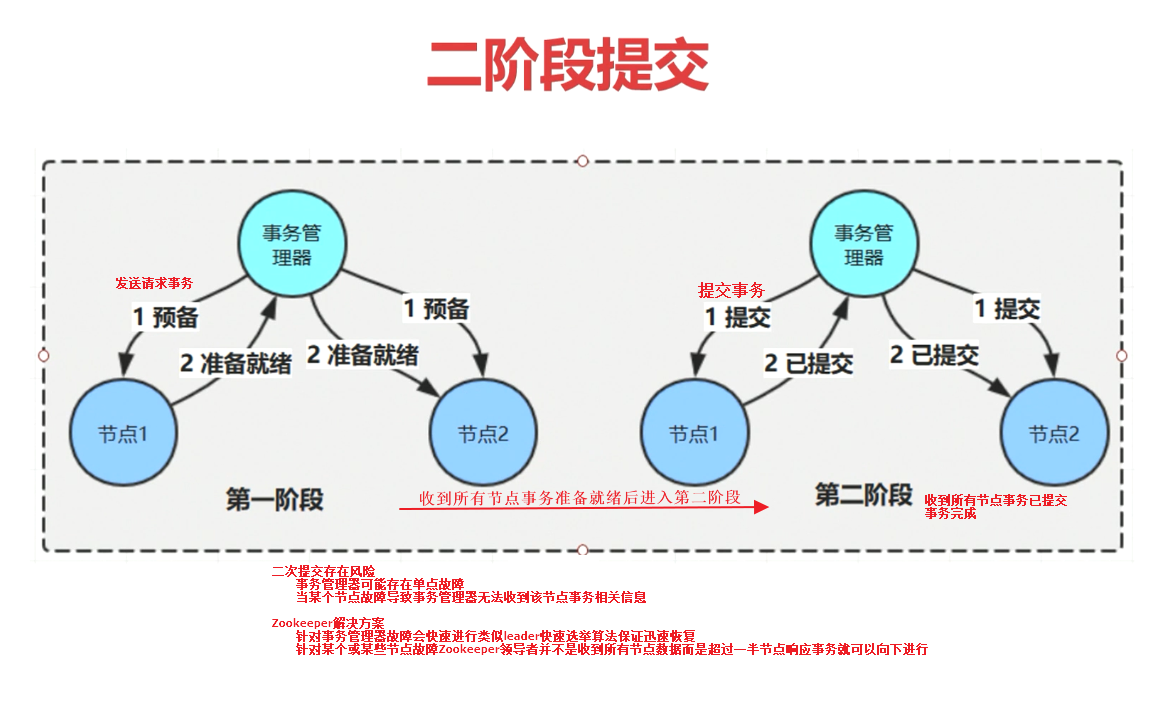 二阶段提交
事务管
理器
发送请求事务
1 预备
1 预备
2 准备就绪
2 准备就绪
节点1
节点2
第一阶段
收到所有节点事务准备就绪后进入第二阶段
事务管
理器
提交事务
1 提交
1 提交
2 已提交
2 已提交
节点1
节点2
第二阶段
收到所有节点事务已提交
事务完成
二次提交存在风险
事务管理器可能存在单点故障
当某个节点故障导致事务管理器无法收到该节点事务相关信息
Zookeeper解决方案
针对事务管理器故障会快速进行类似leader快速选举算法保证迅速恢复
针对某个或某些节点故障Zookeeper领导者并不是收到所有节点数据而是超过一半节点响应事务就可以向下进行